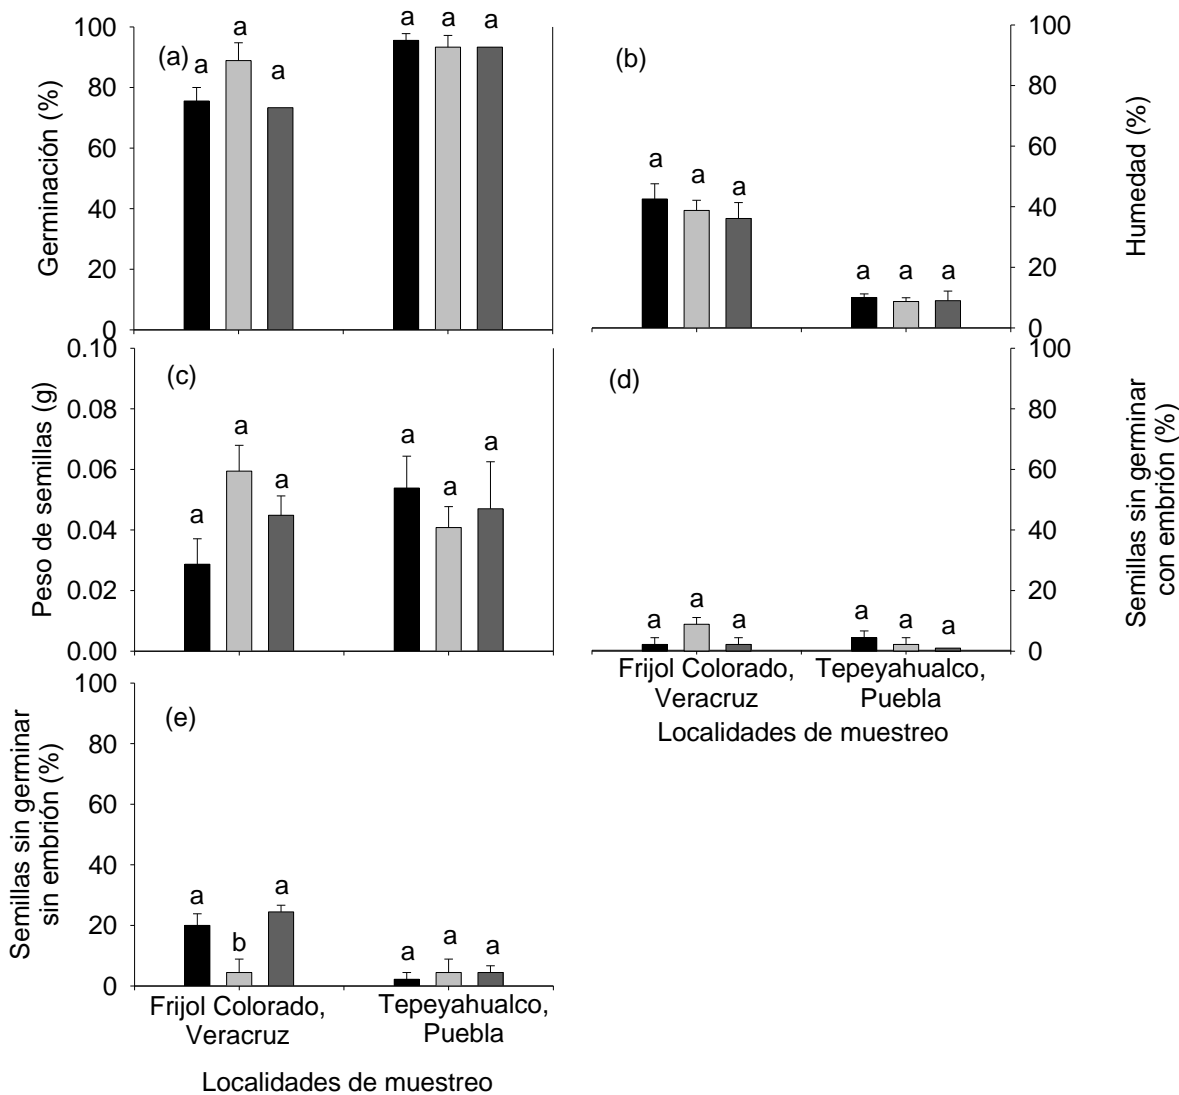 (a)
Germinación (%)
100
80
60
40
20
0
a
a
a
a
a
a
(b)
Humedad (%)
100
80
60
40
20
0
a
a
a
a
a
a
(c)
Peso de semillas (g)
0.10
0.08
0.06
0.04
0.02
0.00
a
a
a
a
a
a
(d)
Semillas sin germinar
con embrión (%)
100
80
60
40
20
0
a
a
a
a
a
a
Frijol Colorado,
Veracruz
Tepeyahualco,
Puebla
Localidades de muestreo
(e)
Semillas sin germinar
sin embrión (%)
100
80
60
40
20
0
a
b
a
a
a
a
Frijol Colorado,
Veracruz
Tepeyahualco,
Puebla
Localidades de muestreo